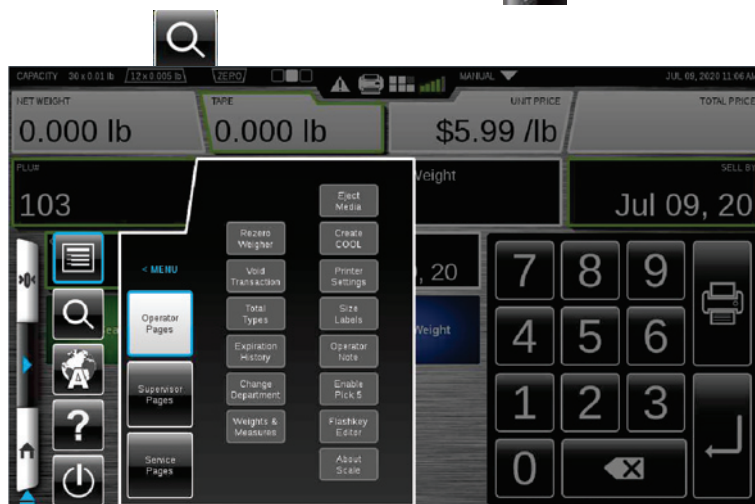 CAPACITY 30 x 0.01 lb 12 x 0.005 lb ZERO MANUAL JUL 09, 2020 11:06 AM
NET WEIGHT TARE UNIT PRICE TOTAL PRICE
0.000 lb 0.000 lb $5.99 /lb
PLU# Weight SELL BY
103 Jul 09, 20
, 20
Weight
< MENU
Operator
Pages
Supervisor
Pages
Service
Pages
Rezero
Weigher
Void
Transaction
Total
Types
Expiration
History
Change
Department
Weights &
Measures
Eject
Media
Create
COOL
Printer
Settings
Size
Labels
Operator
Note
Enable
Pick 5
Flashkey
Editor
About
Scale
>0<
A
?
7 8 9
4 5 6
1 2 3
0